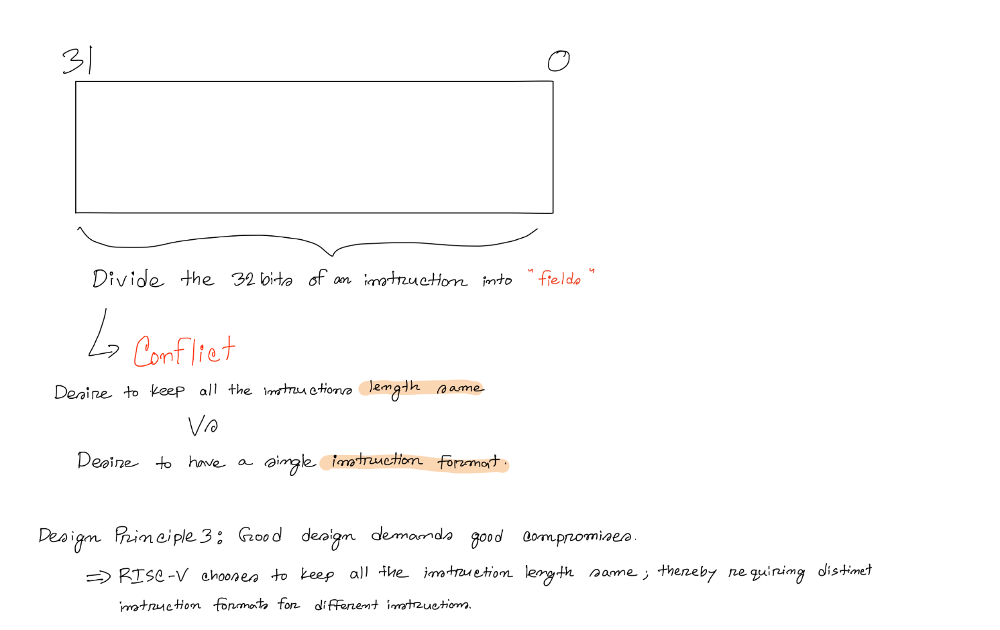 31 0
Divide the 32 bits of an instruction into "fields"
Conflict
Desire to keep all the instructions length same
Vs
Desire to have a single instruction format.
Design Principle 3: Good design demands good compromises.
⇒ RISC-V chooses to keep all the instruction length same; thereby requiring distinct
instruction formats for different instructions.